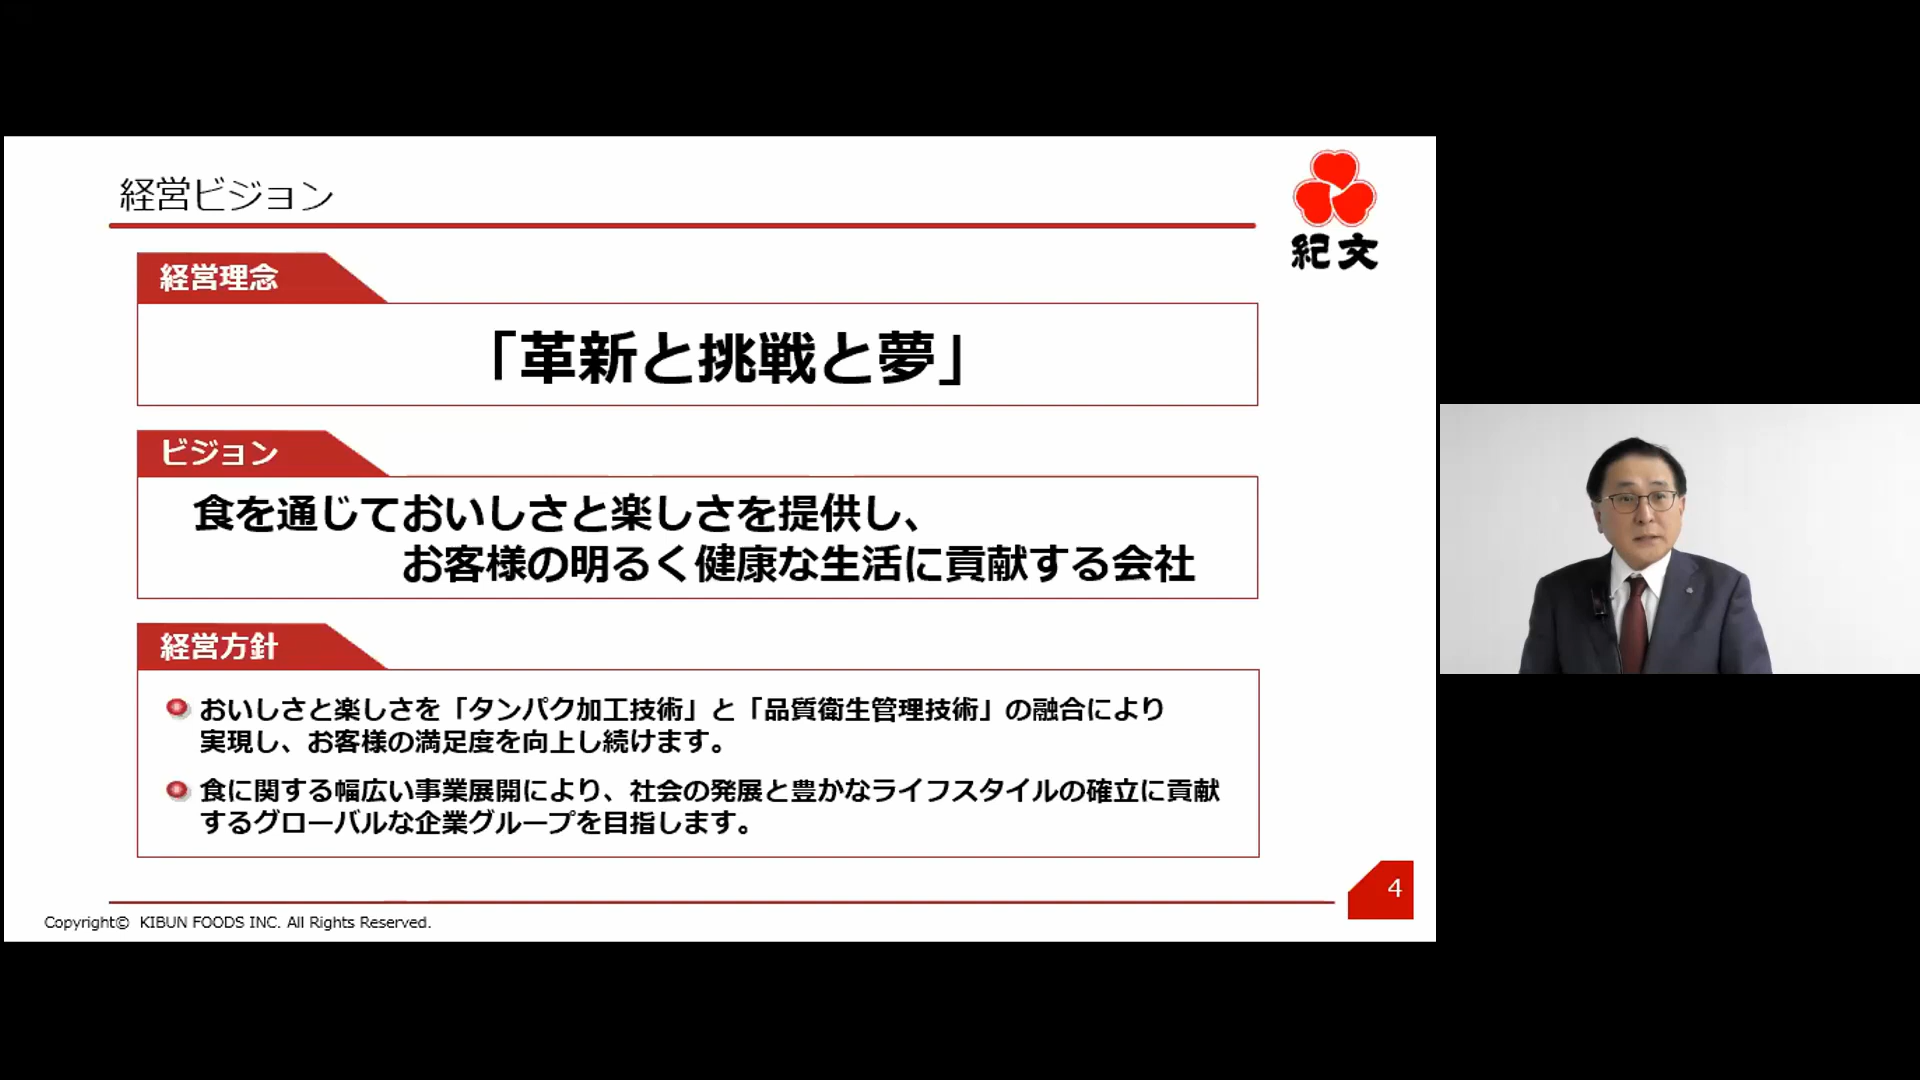 経営ビジョン
紀文
経営理念
「革新と挑戦と夢」
ビジョン
食を通じておいしさと楽しさを提供し、
お客様の明るく健康な生活に貢献する会社
経営方針
おいしさと楽しさを「タンパク加工技術」と「品質衛生管理技術」の融合により
実現し、お客様の満足度を向上し続けます。
食に関する幅広い事業展開により、社会の発展と豊かなライフスタイルの確立に貢献
するグローバルな企業グループを目指します。
4
Copyright© KIBUN FOODS INC. All Rights Reserved.